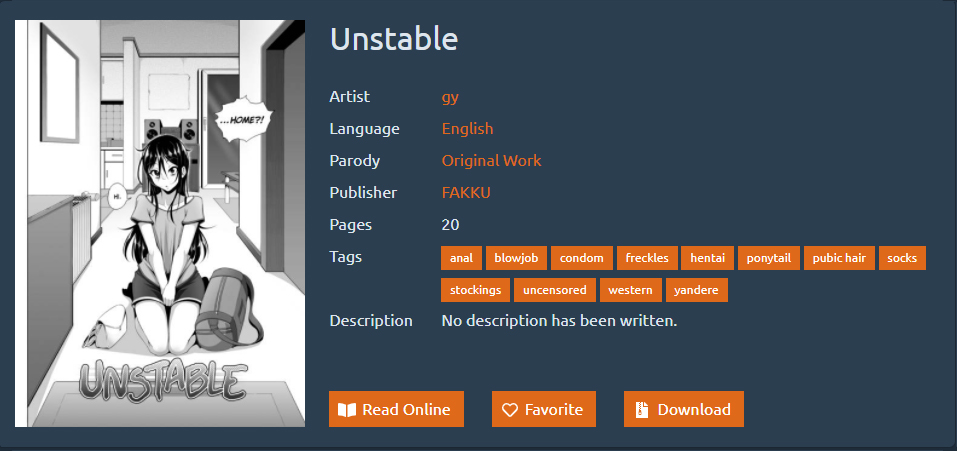 Unstable
...HOME?!
HI.
UNSTABLE
Artist gy
Language English
Parody Original Work
Publisher FAKKU
Pages 20
Tags anal blowjob condom freckles hentai ponytail pubic hair socks
stockings uncensored western yandere
Description No description has been written.
Read Online Favorite Download